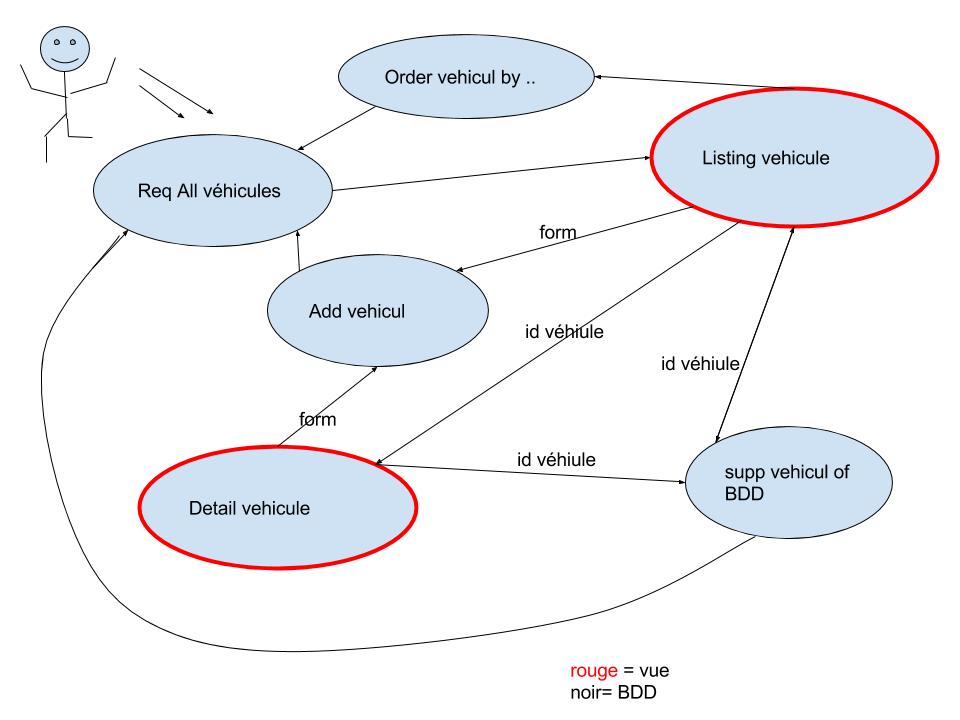 Order vehicul by ..
Listing vehicule
Req All véhicules
form
Add vehicul
id véhiule
id véhiule
form
id véhiule
supp vehicul of
BDD
Detail vehicule
rouge = vue
noir= BDD